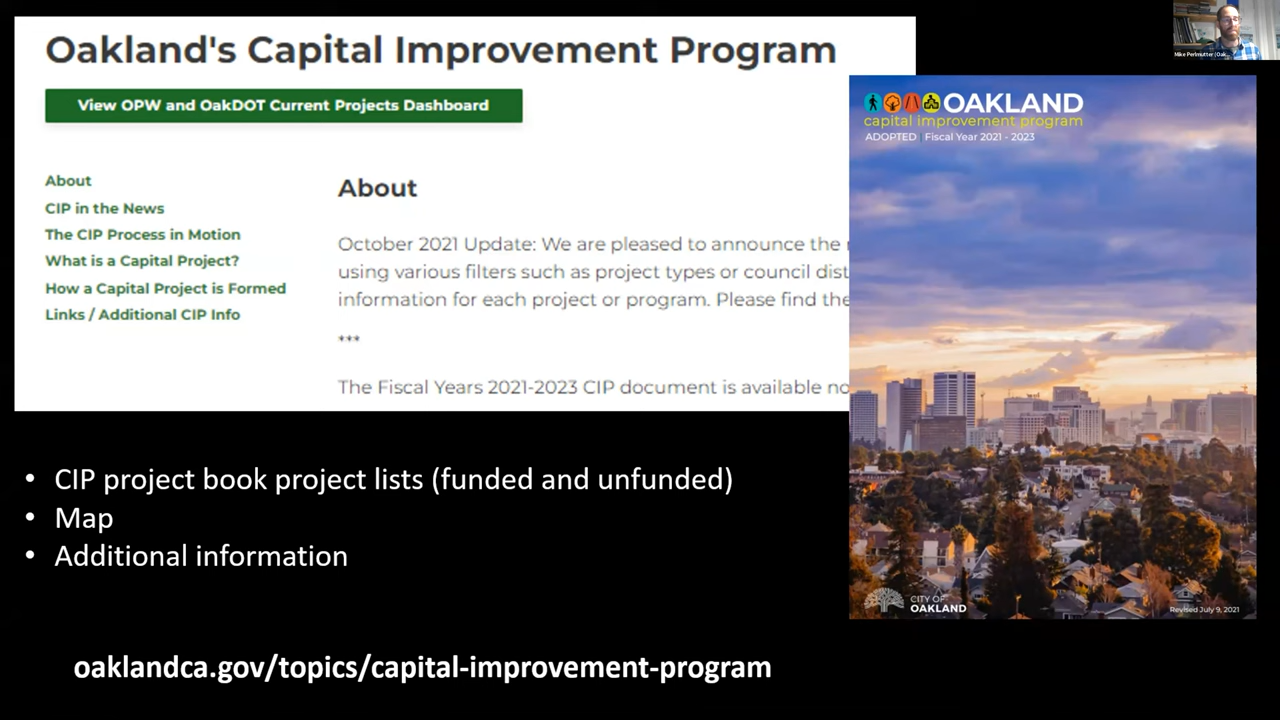 Oakland's Capital Improvement Program
View OPW and OakDOT Current Projects Dashboard
About
CIP in the News
The CIP Process in Motion
What is a Capital Project?
How a Capital Project is Formed
Links / Additional CIP Info
About
October 2021 Update: We are pleased to announce the
using various filters such as project types or council dist
information for each project or program. Please find the
***
The Fiscal Years 2021-2023 CIP document is available no
OAKLAND
capital improvement program
ADOPTED | Fiscal Year 2021 - 2023
CITY OF
OAKLAND
Revised July 9, 2021
Mike Perlmutter (Oak...
• CIP project book project lists (funded and unfunded)
• Map
• Additional information
oaklandca.gov/topics/capital-improvement-program